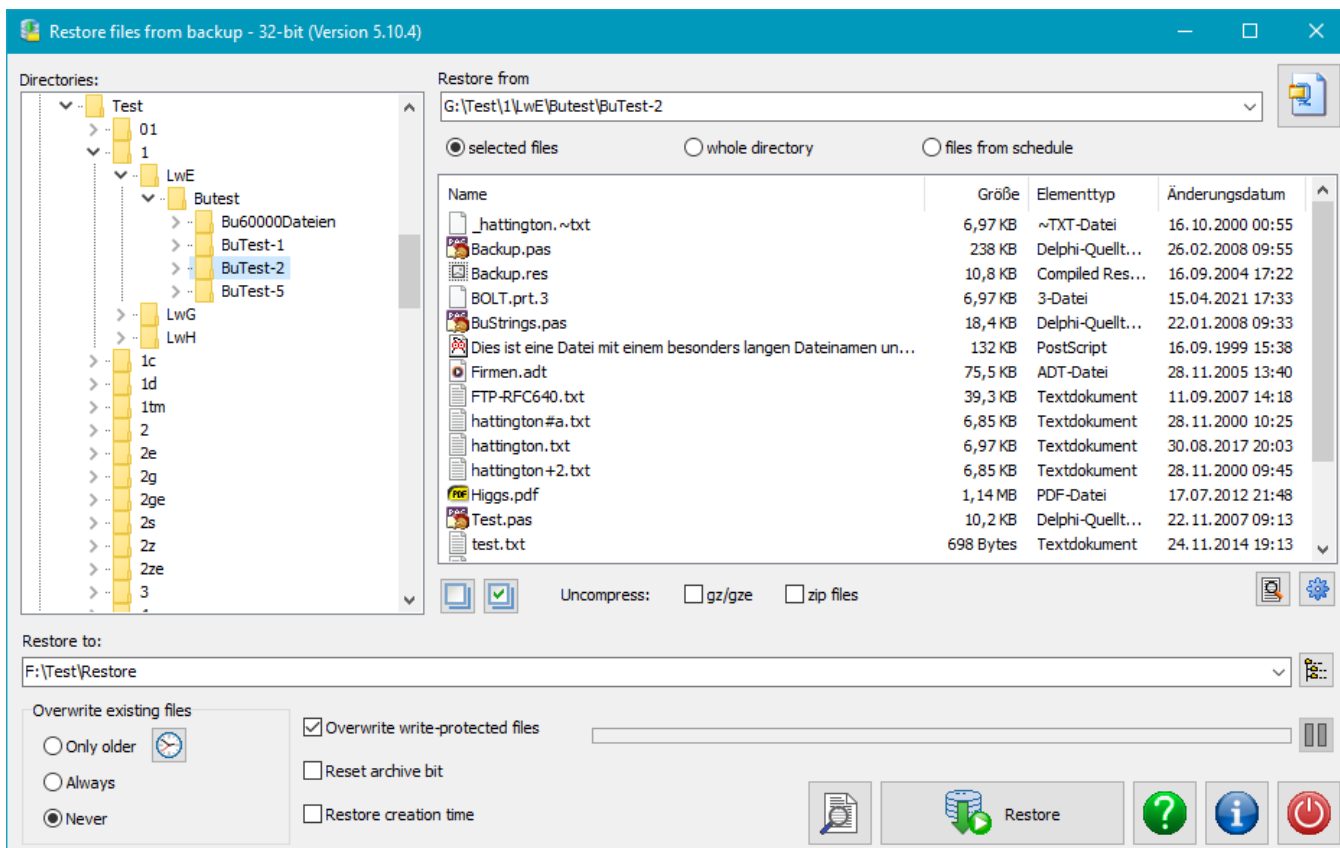 Restore files from backup - 32-bit (Version 5.10.4)
Directories:
Test
01
1
LwE
Butest
Bu60000Dateien
BuTest-1
BuTest-2
BuTest-5
LwG
LwH
1c
1d
1tm
2
2e
2g
2ge
2s
2z
2ze
3
Restore from
G:\Test\1\LwE\Butest\BuTest-2
selected files whole directory files from schedule
Name Größe Elementtyp Änderungsdatum
_hattington.~txt 6,97 KB ~TXT-Datei 16.10.2000 00:55
Backup.pas 238 KB Delphi-Quellt... 26.02.2008 09:55
Backup.res 10,8 KB Compiled Res... 16.09.2004 17:22
BOLT.prt.3 6,97 KB 3-Datei 15.04.2021 17:33
BuStrings.pas 18,4 KB Delphi-Quellt... 22.01.2008 09:33
Dies ist eine Datei mit einem besonders langen Dateinamen un... 132 KB PostScript 16.09.1999 15:38
Firmen.adt 75,5 KB ADT-Datei 28.11.2005 13:40
FTP-RFC640.txt 39,3 KB Textdokument 11.09.2007 14:18
hattington#a.txt 6,85 KB Textdokument 28.11.2000 10:25
hattington.txt 6,97 KB Textdokument 30.08.2017 20:03
hattington+2.txt 6,85 KB Textdokument 28.11.2000 09:45
Higgs.pdf 1,14 MB PDF-Datei 17.07.2012 21:48
Test.pas 10,2 KB Delphi-Quellt... 22.11.2007 09:13
test.txt 698 Bytes Textdokument 24.11.2014 19:13
Uncompress: gz/gze zip files
Restore to:
F:\Test\Restore
Overwrite existing files
Only older
Always
Never
Overwrite write-protected files
Reset archive bit
Restore creation time
Restore